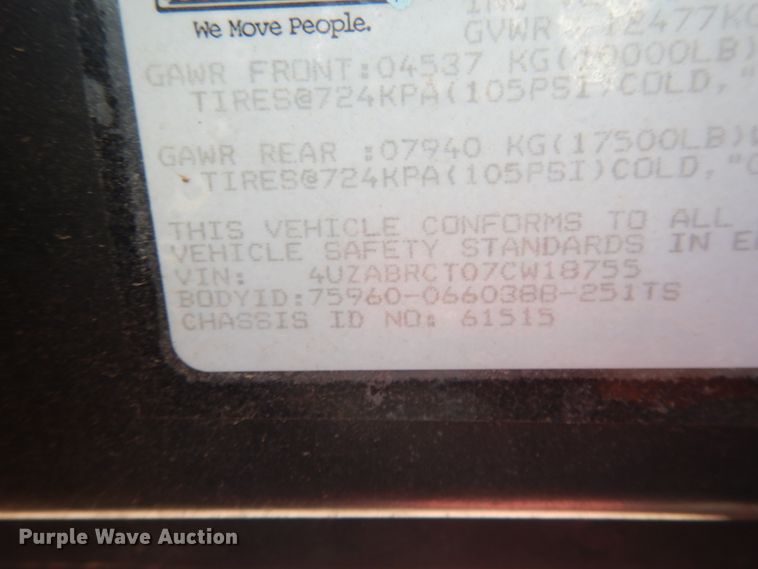 We Move People.
INC
GVWR 12477KG
GAWR FRONT:04537 KG(10000LB)
TIRES@724KPA(105PSI)COLD,"
GAWR REAR :07940 KG(17500LB)W
TIRES@724KPA(105PSI)COLD,"
THIS VEHICLE CONFORMS TO ALL
VEHICLE SAFETY STANDARDS IN E
VIN: 4UZABRCT07CW18755
BODYID:75960-066038B-251TS
CHASSIS ID NO: 61515
Purple Wave Auction